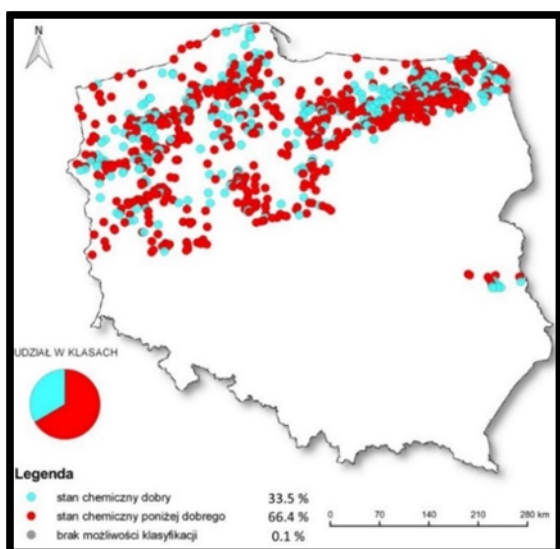 N
UDZIAŁ W KLASACH
Legenda
stan chemiczny dobry 33.5 %
stan chemiczny poniżej dobrego 66.4 %
brak możliwości klasyfikacji 0.1 %
0 70 140 210 280 km